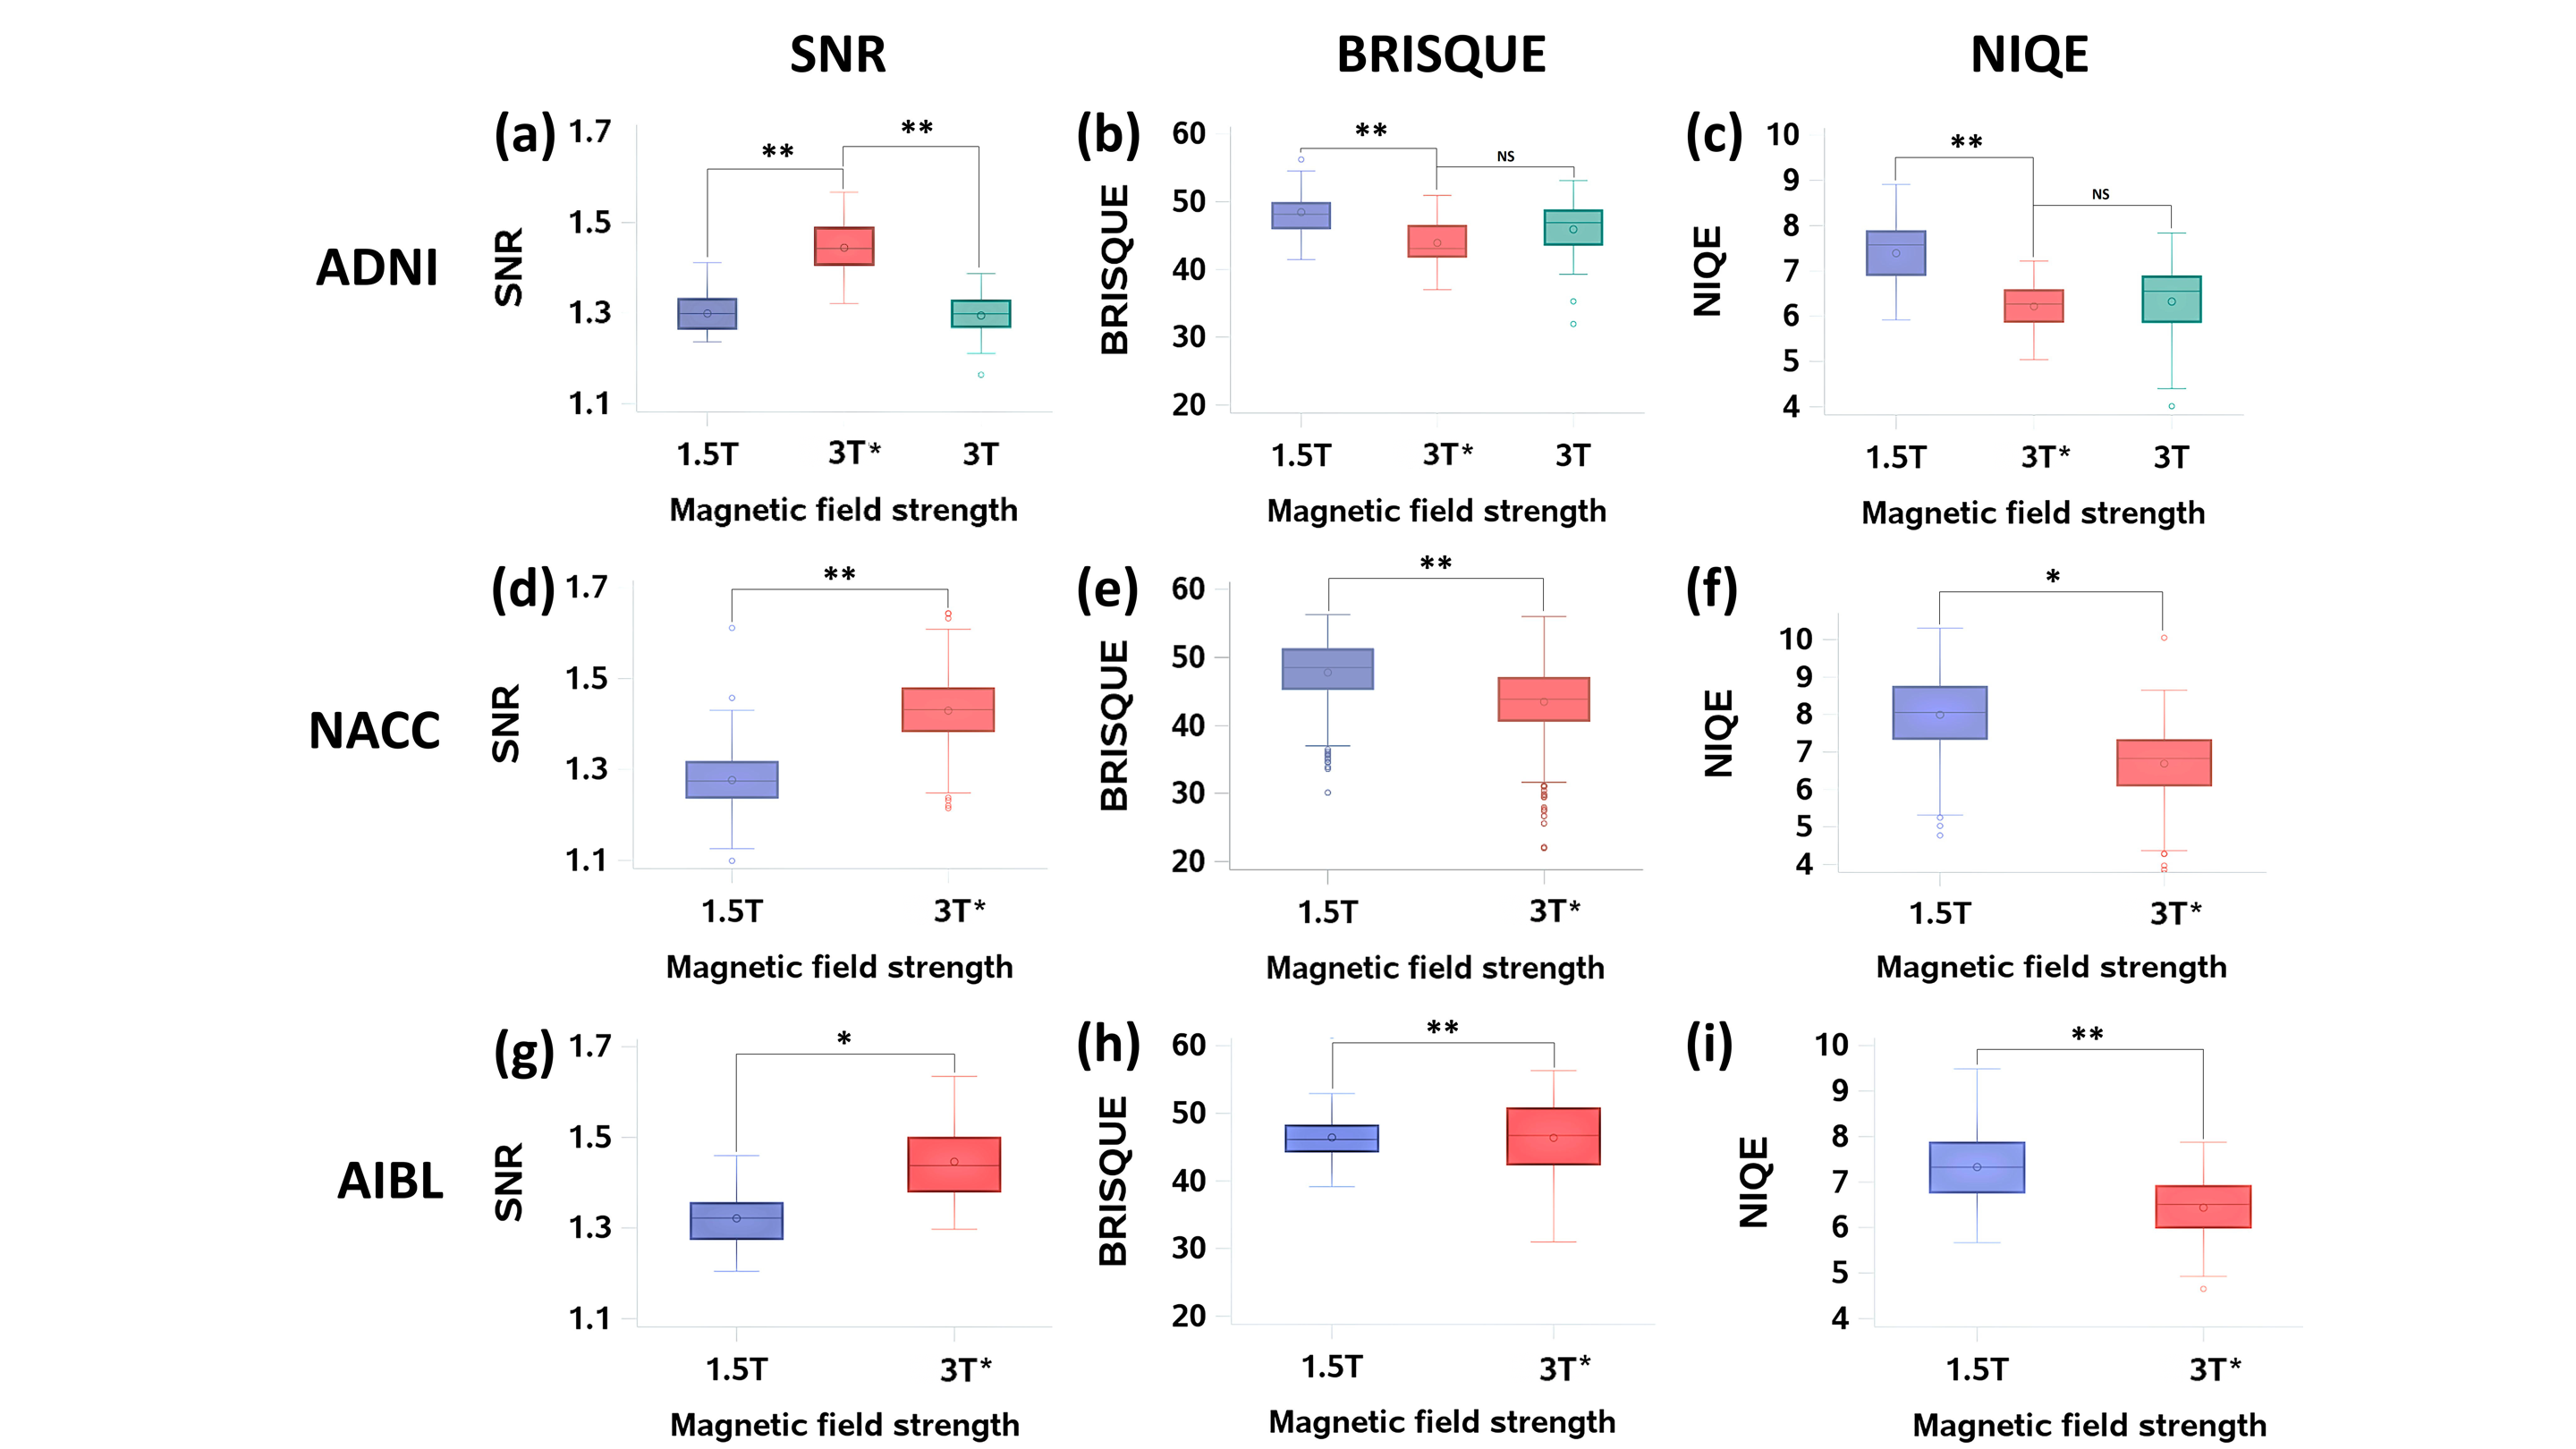 SNR BRISQUE NIQE
ADNI
(a)
**
**
SNR
1.7
1.5
1.3
1.1
1.5T 3T* 3T
Magnetic field strength
(b)
**
NS
BRISQUE
60
50
40
30
20
1.5T 3T* 3T
Magnetic field strength
(c)
**
NS
NIQE
10
9
8
7
6
5
4
1.5T 3T* 3T
Magnetic field strength
NACC
(d)
**
SNR
1.7
1.5
1.3
1.1
1.5T 3T*
Magnetic field strength
(e)
**
BRISQUE
60
50
40
30
20
1.5T 3T*
Magnetic field strength
(f)
*
NIQE
10
9
8
7
6
5
4
1.5T 3T*
Magnetic field strength
AIBL
(g)
*
SNR
1.7
1.5
1.3
1.1
1.5T 3T*
Magnetic field strength
(h)
**
BRISQUE
60
50
40
30
20
1.5T 3T*
Magnetic field strength
(i)
**
NIQE
10
9
8
7
6
5
4
1.5T 3T*
Magnetic field strength